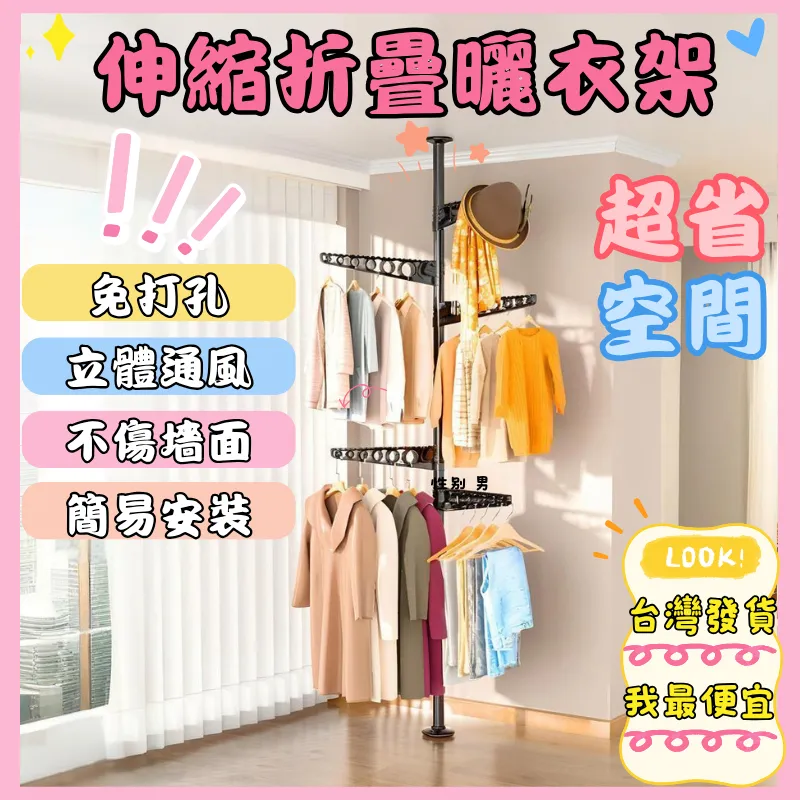 伸縮折疊曬衣架
超省
空間
免打孔
立體通風
不傷墻面
簡易安裝
性別 男
LOOK!
台灣發貨
我最便宜